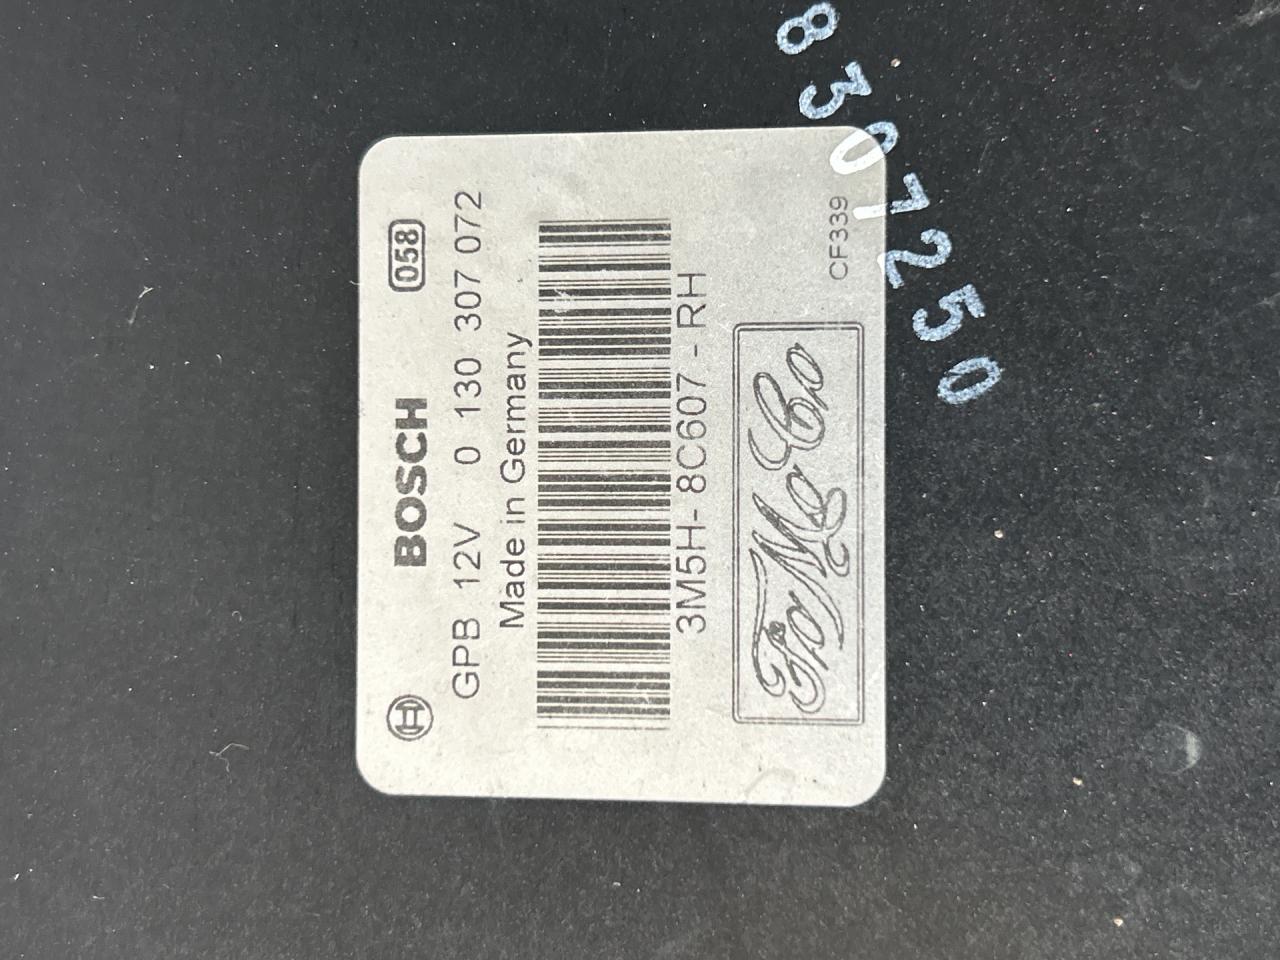 BOSCH 058
GPB 12V 0 130 307 072
Made in Germany
3M5H- 8C607 - RH
FoMoCo
CF339
8307250